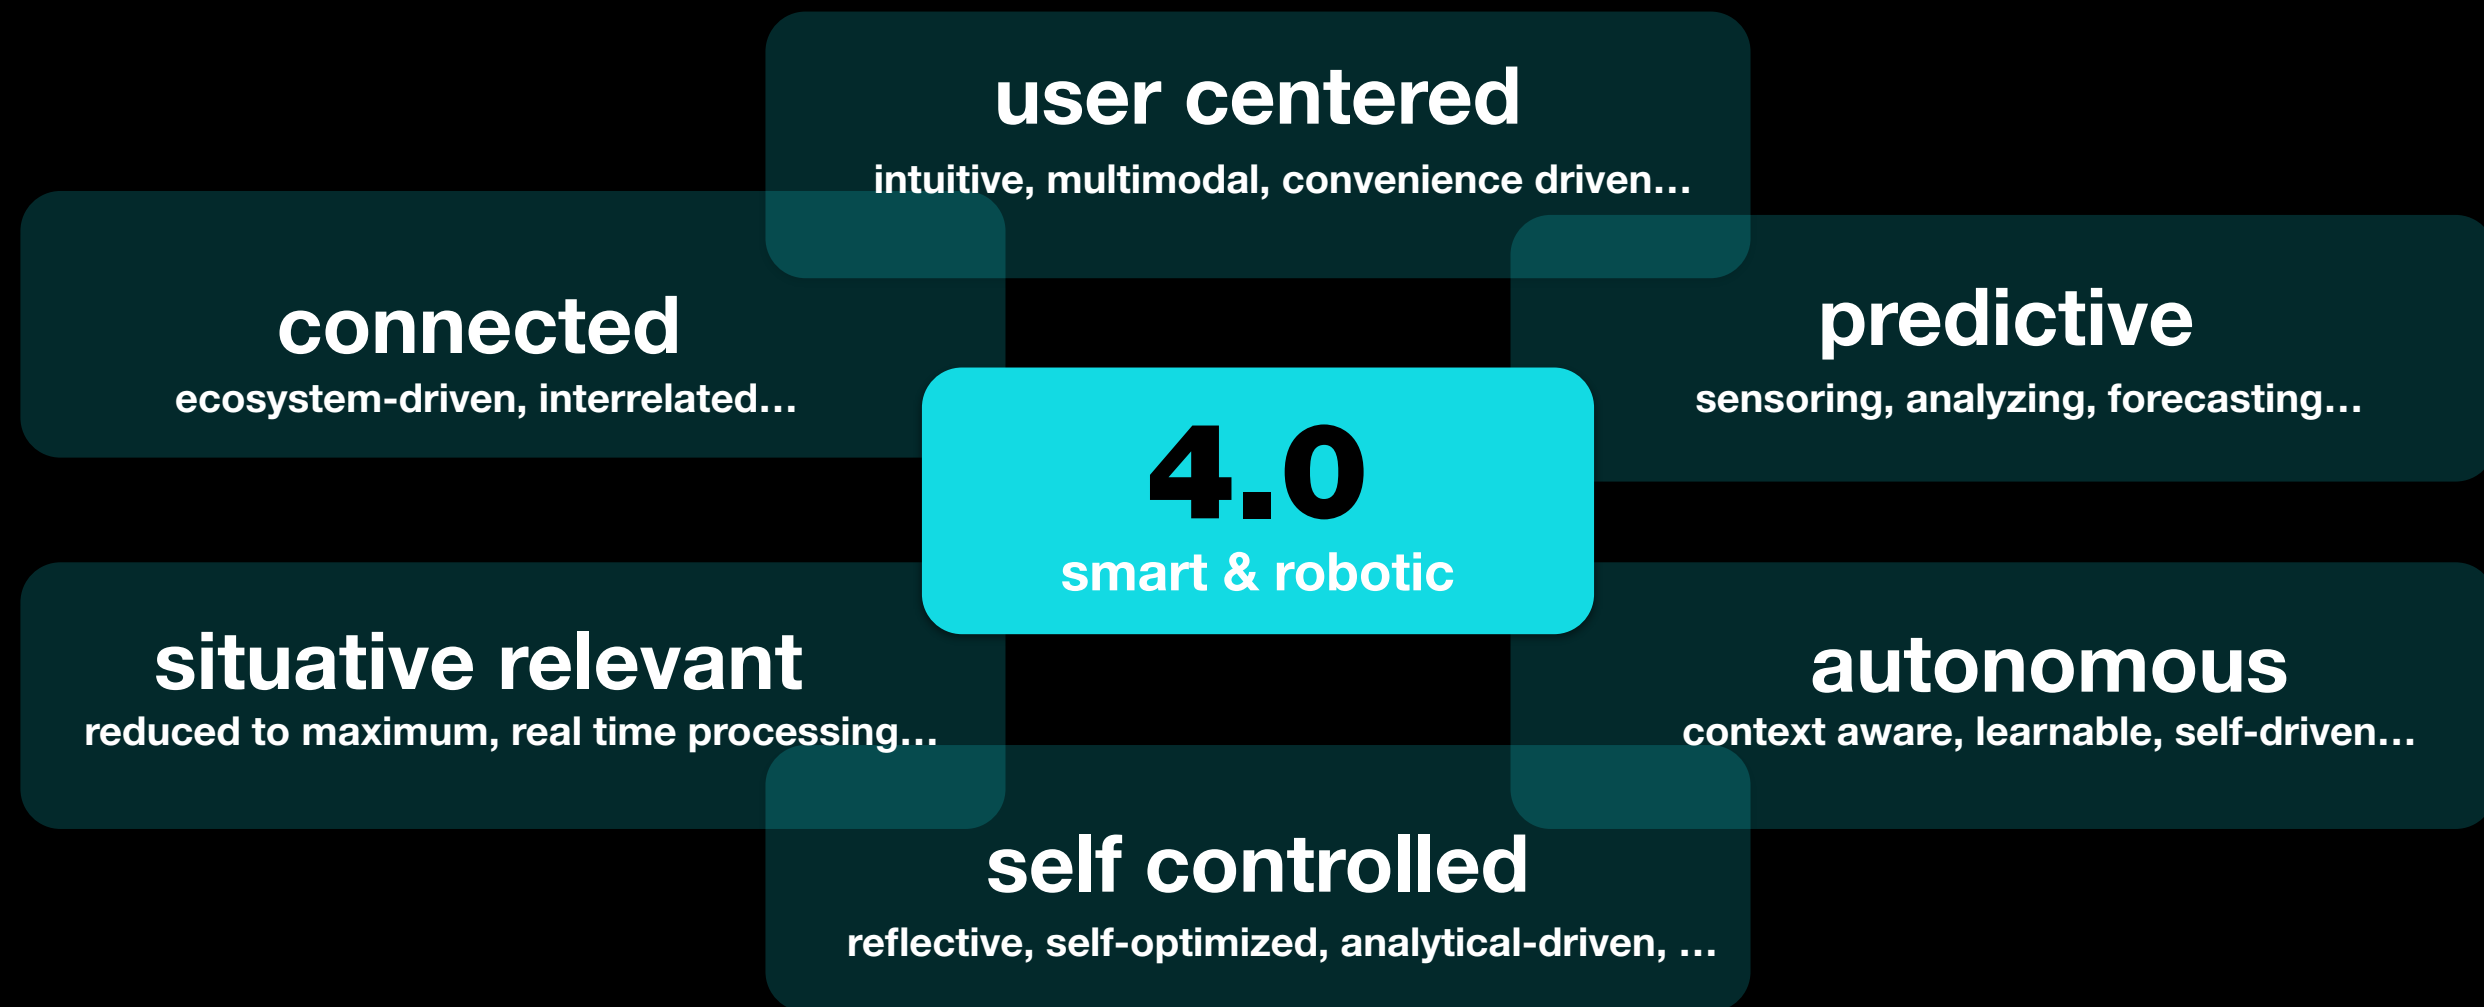 user centered
intuitive, multimodal, convenience driven…
connected
ecosystem-driven, interrelated…
predictive
sensoring, analyzing, forecasting…
4.0
smart & robotic
situative relevant
reduced to maximum, real time processing…
autonomous
context aware, learnable, self-driven…
self controlled
reflective, self-optimized, analytical-driven, …